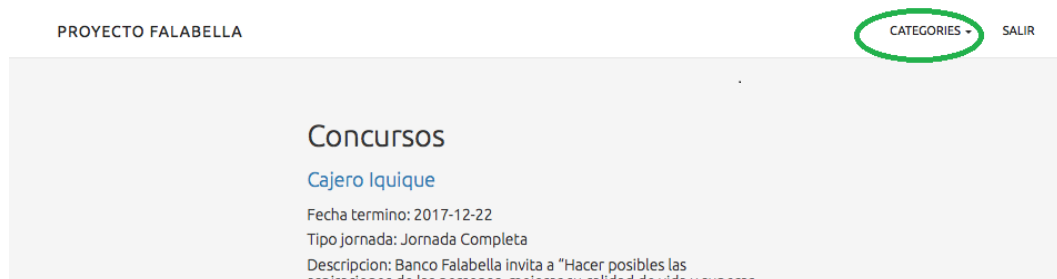 PROYECTO FALABELLA
CATEGORIES
SALIR
Concursos
Cajero Iquique
Fecha termino: 2017-12-22
Tipo jornada: Jornada Completa
Descripcion: Banco Falabella invita a "Hacer posibles las